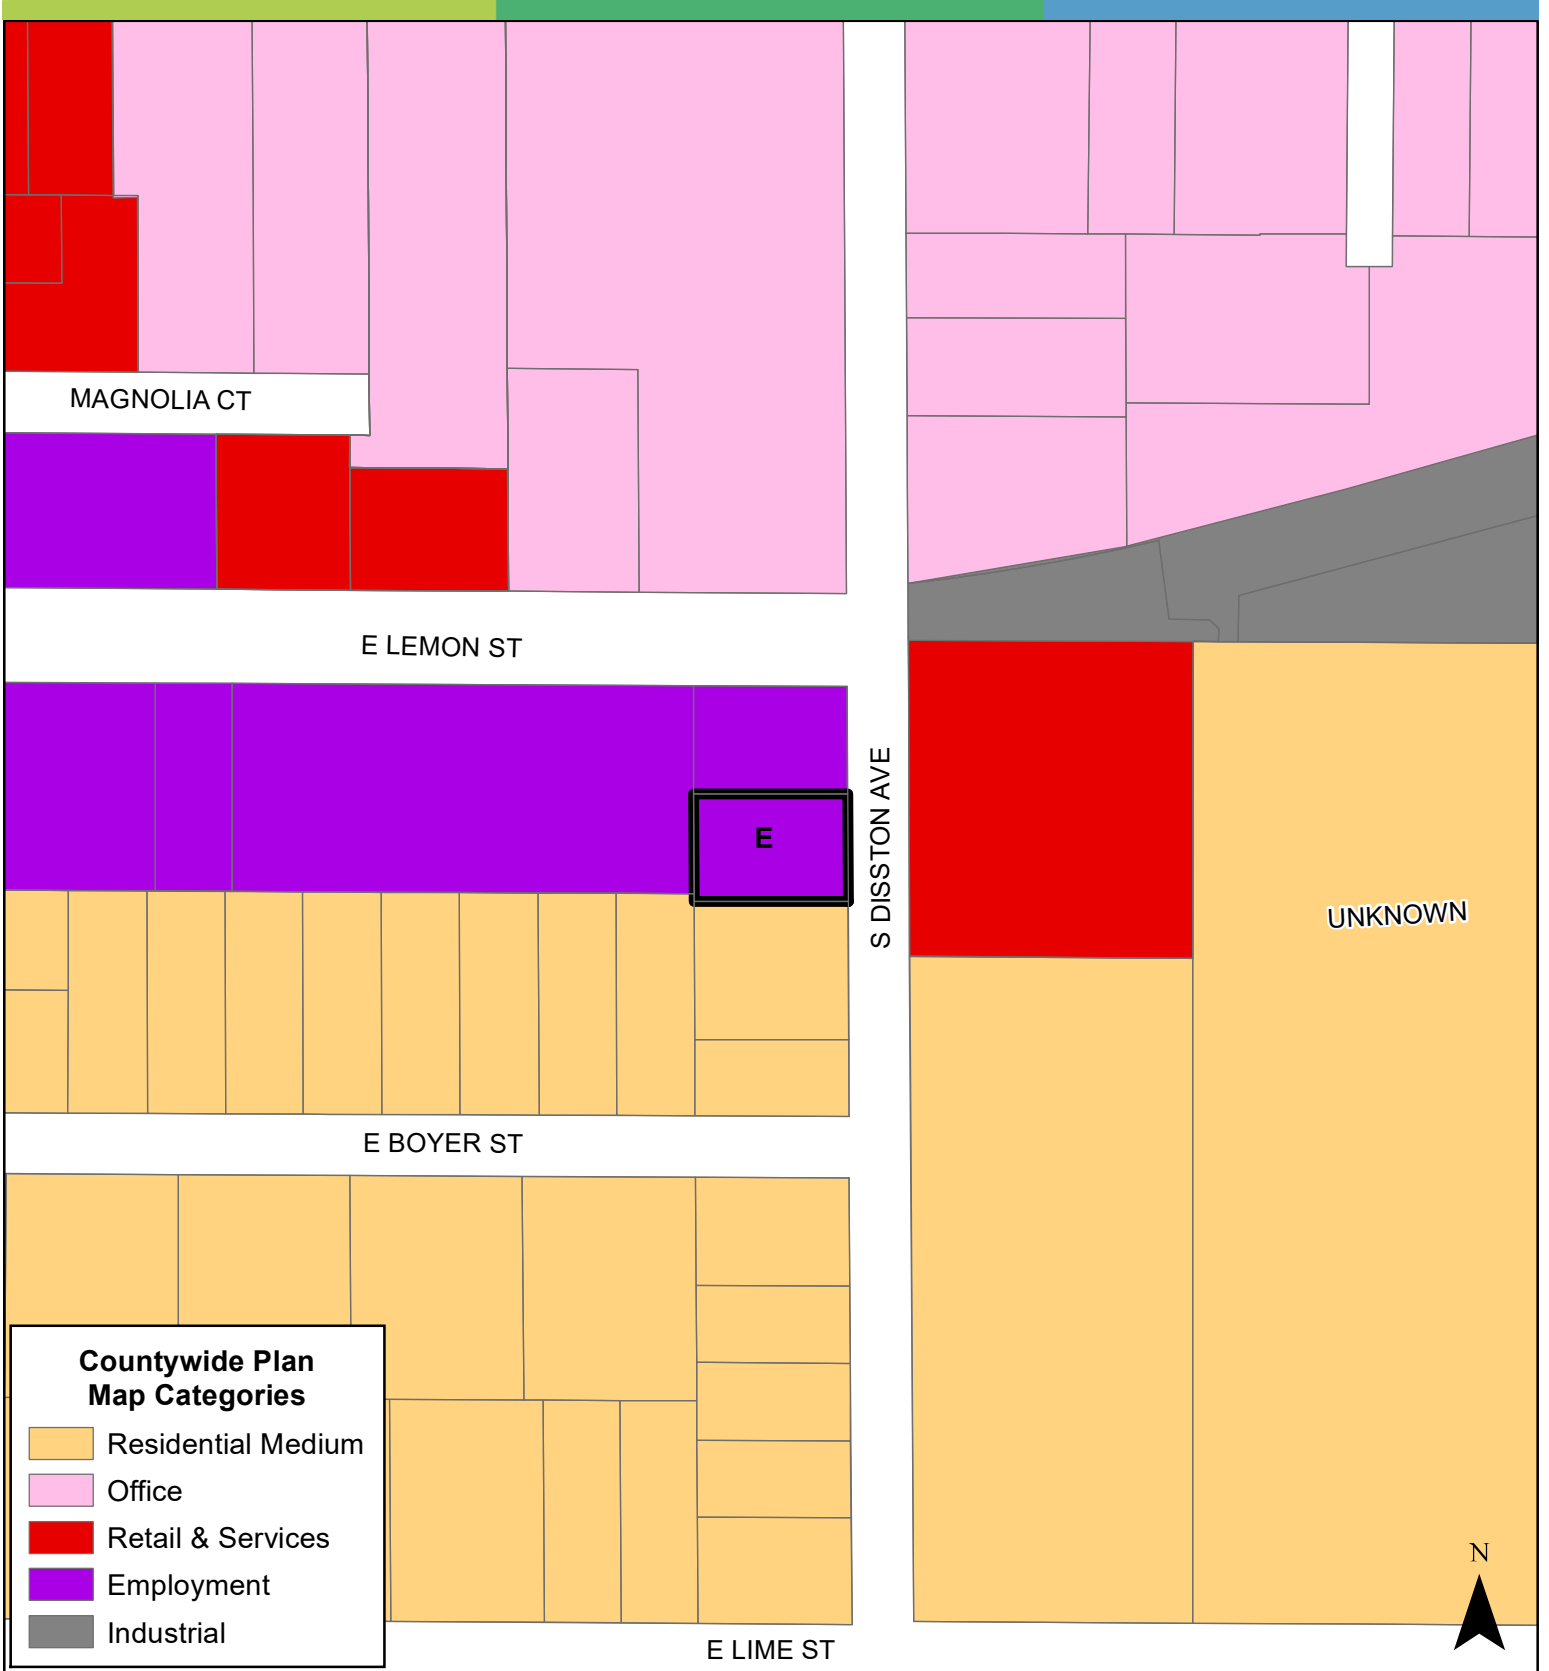 MAGNOLIA CT
E LEMON ST
S DISSTON AVE
E
UNKNOWN
E BOYER ST
Countywide Plan
Map Categories
Residential Medium
Office
Retail & Services
Employment
Industrial
N
E LIME ST